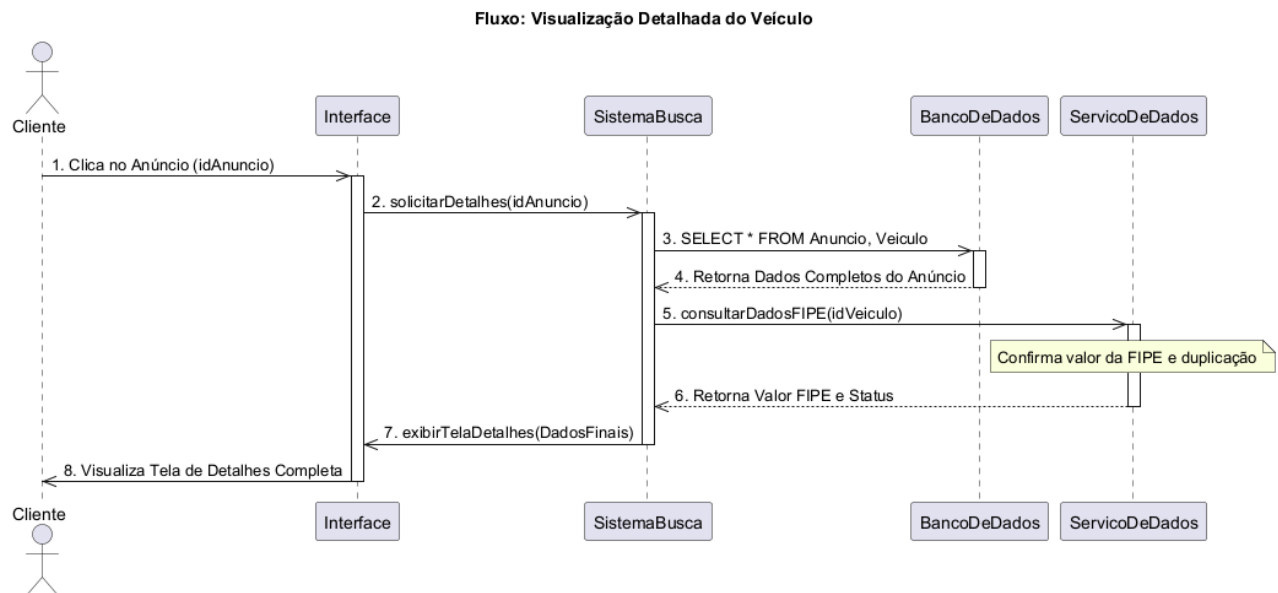 Fluxo: Visualização Detalhada do Veículo
Cliente
Interface
SistemaBusca
BancoDeDados
ServicoDeDados
1. Clica no Anúncio (idAnuncio)
2. solicitarDetalhes(idAnuncio)
3. SELECT * FROM Anuncio, Veiculo
4. Retorna Dados Completos do Anúncio
5. consultarDadosFIPE(idVeiculo)
Confirma valor da FIPE e duplicação
6. Retorna Valor FIPE e Status
7. exibirTelaDetalhes(DadosFinais)
8. Visualiza Tela de Detalhes Completa
Cliente
Interface
SistemaBusca
BancoDeDados
ServicoDeDados